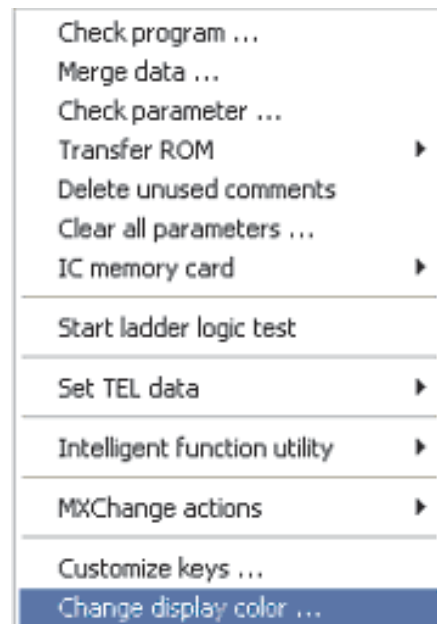 Check program ...
Merge data ...
Check parameter ...
Transfer ROM
Delete unused comments
Clear all parameters ...
IC memory card
Start ladder logic test
Set TEL data
Intelligent function utility
MXChange actions
Customize keys ...
Change display color ...